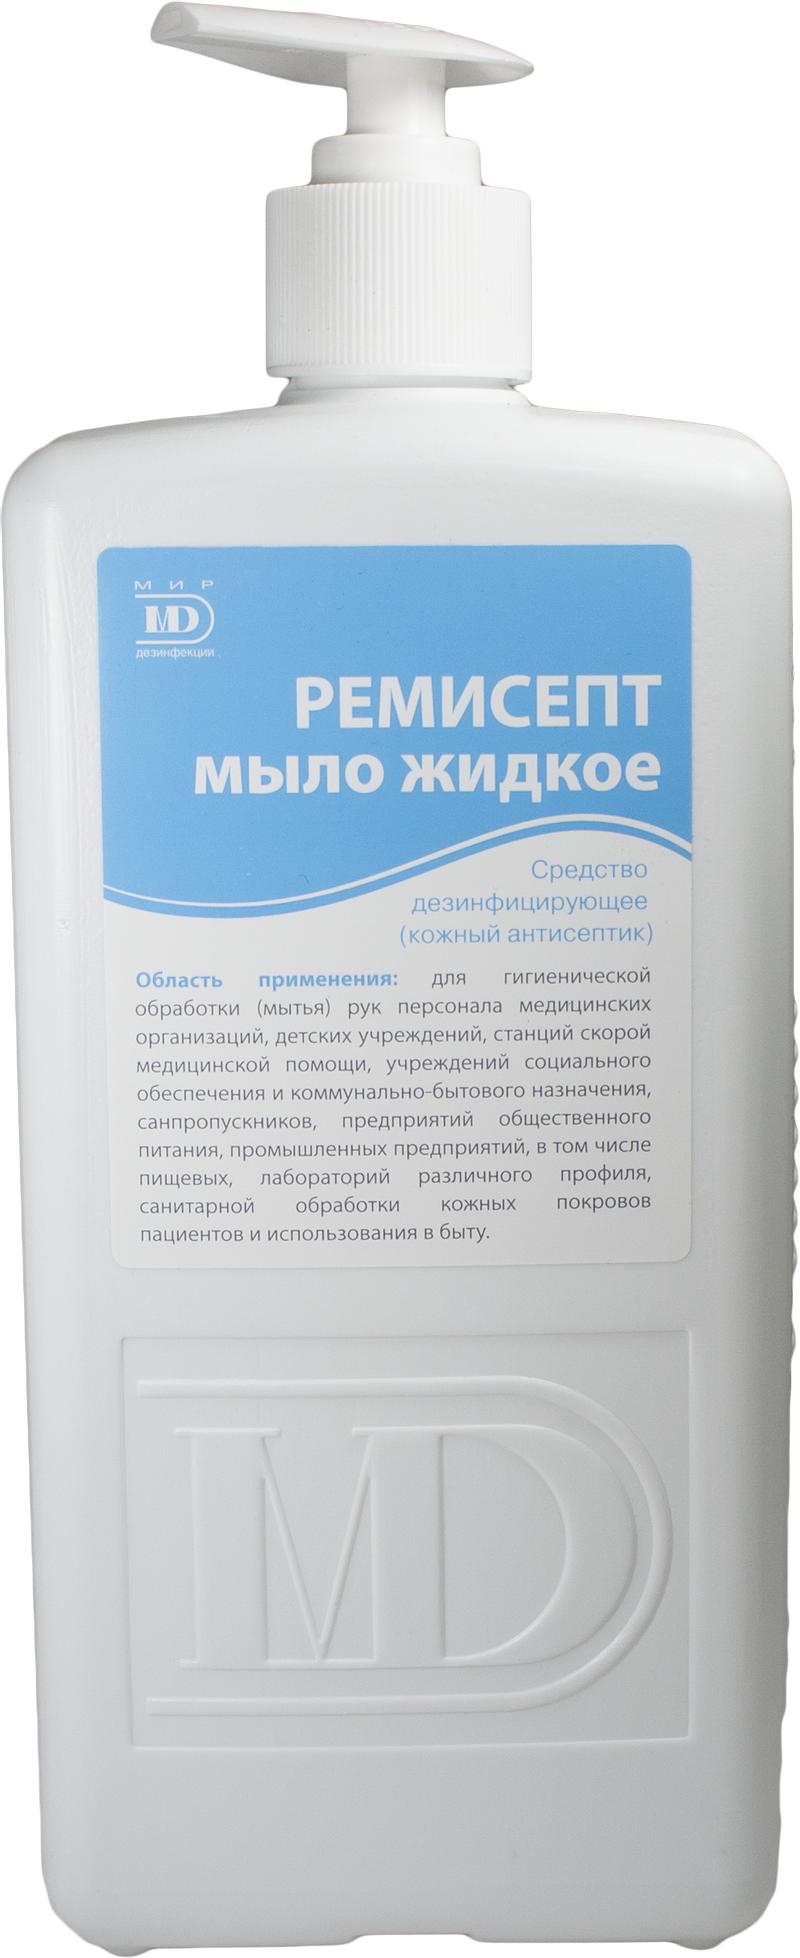 МИР
MD
дезинфекции
РЕМИСЕПТ
мыло жидкое
Средство
дезинфицирующее
(кожный антисептик)
Область применения: для гигиенической
обработки (мытья) рук персонала медицинских
организаций, детских учреждений, станций скорой
медицинской помощи, учреждений социального
обеспечения и коммунально-бытового назначения,
санпропускников, предприятий общественного
питания, промышленных предприятий, в том числе
пищевых, лабораторий различного профиля,
санитарной обработки кожных покровов
пациентов и использования в быту.
MD